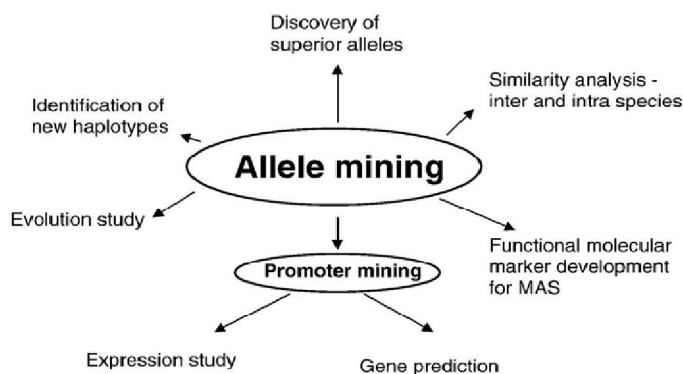 Discovery of
superior alleles
Similarity analysis -
inter and intra species
Identification of
new haplotypes
Allele mining
Evolution study
Functional molecular
marker development
for MAS
Promoter mining
Expression study
Gene prediction